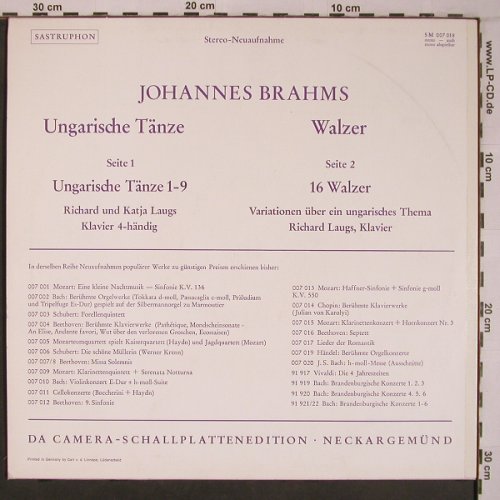 SASTRUPHON
Stereo-Neuaufnahme
SM 007 018
JOHANNES BRAHMS
Ungarische Tänze
Walzer
Seite 1
Seite 2
Ungarische Tänze 1-9
16 Walzer
Richard und Katja Laugs
Klavier 4-händig
Variationen über ein ungarisches Thema
Richard Laugs, Klavier
In derselben Reihe Neuaufnahmen populärer Werke zu günstigen Preisen erschienen bisher:
007 001 Mozart: Eine kleine Nachtmusik — Sinfonie K.V. 136
007 002 Bach: Berühmte Orgelwerke (Tokkata d-moll, Passacaglia c-moll, Präludium
und Tripelfuge Es-Dur) gespielt auf der Silbermannorgel zu Marmoutier
007 003 Schubert: Forellenquintett
007 004 Beethoven: Berühmte Klavierwerke (Pathétique, Mondscheinsonate -
An Elise, Andante favori, Wut über den verlorenen Groschen, Ecossaisen)
007 005 Mozarteumquartett spielt Kaiserquartett (Haydn) und Jagdquartett (Mozart)
007 006 Schubert: Die schöne Müllerin (Werner Krenn)
007 007/8 Beethoven: Missa Solemnis
007 009 Mozart: Klarinettenquintett + Serenata Notturna
007 010 Bach: Violinkonzert E-Dur + h-moll Suite
007 011 Cellokonzerte (Boccherini + Haydn)
007 012 Beethoven: 9. Sinfonie
007 013 Mozart: Haffner-Sinfonie + Sinfonie g-moll
K.V. 550
007 014 Chopin: Berühmte Klavierwerke
(Julian von Karolyi)
007 015 Mozart: Klarinettenkonzert + Hornkonzert Nr. 3
007 016 Beethoven: Septett
007 017 Lieder der Romantik
007 019 Händel: Berühmte Orgelkonzerte
007 020 J.S. Bach: h-moll-Messe (Ausschnitte)
91 917 Vivaldi: Die 4 Jahreszeiten
91 919 Bach: Brandenburgische Konzerte 1. 2. 3
91 920 Bach: Brandenburgische Konzerte 4. 5. 6
91 921/22 Bach: Brandenburgische Konzerte 1-6
DA CAMERA-SCHALLPLATTENEDITION · NECKARGEMÜND
30 cm
20 cm
10 cm
www.LP-CD.de
10 cm
20 cm
30 cm